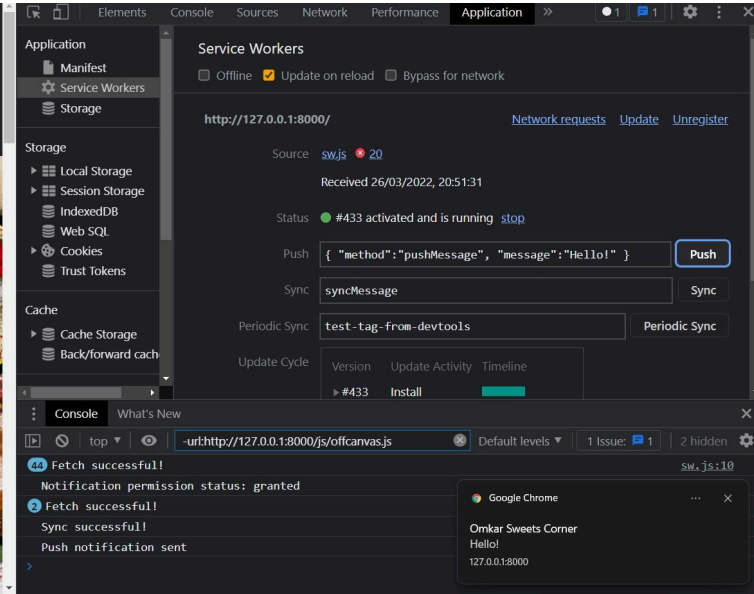 Elements Console Sources Network Performance Application » 1 1
Application
Manifest
Service Workers
Storage
Storage
Local Storage
Session Storage
IndexedDB
Web SQL
Cookies
Trust Tokens
Cache
Cache Storage
Back/forward cach
Service Workers
Offline Update on reload Bypass for network
http://127.0.0.1:8000/ Network requests Update Unregister
Source sw.js 20
Received 26/03/2022, 20:51:31
Status #433 activated and is running stop
Push { "method":"pushMessage", "message":"Hello!" } Push
Sync syncMessage Sync
Periodic Sync test-tag-from-devtools Periodic Sync
Update Cycle Version Update Activity Timeline
#433 Install
Console What's New
top -url:http://127.0.0.1:8000/js/offcanvas.js Default levels 1 Issue: 1 2 hidden
44 Fetch successful! sw.js:10
Notification permission status: granted
2 Fetch successful!
Sync successful!
Push notification sent
>
Google Chrome
Omkar Sweets Corner
Hello!
127.0.0.1:8000